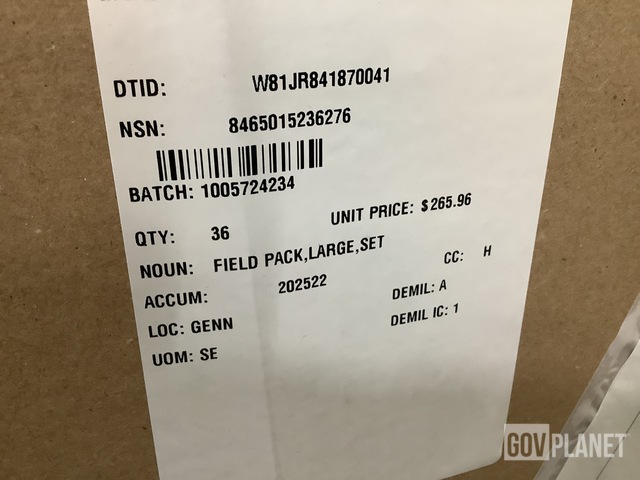 DTID: W81JR841870041
NSN: 8465015236276
BATCH: 1005724234
QTY: 36 UNIT PRICE: $265.96
NOUN: FIELD PACK,LARGE,SET CC: H
ACCUM: 202522
LOC: GENN DEMIL: A
UOM: SE DEMIL IC: 1
GOVPLANET